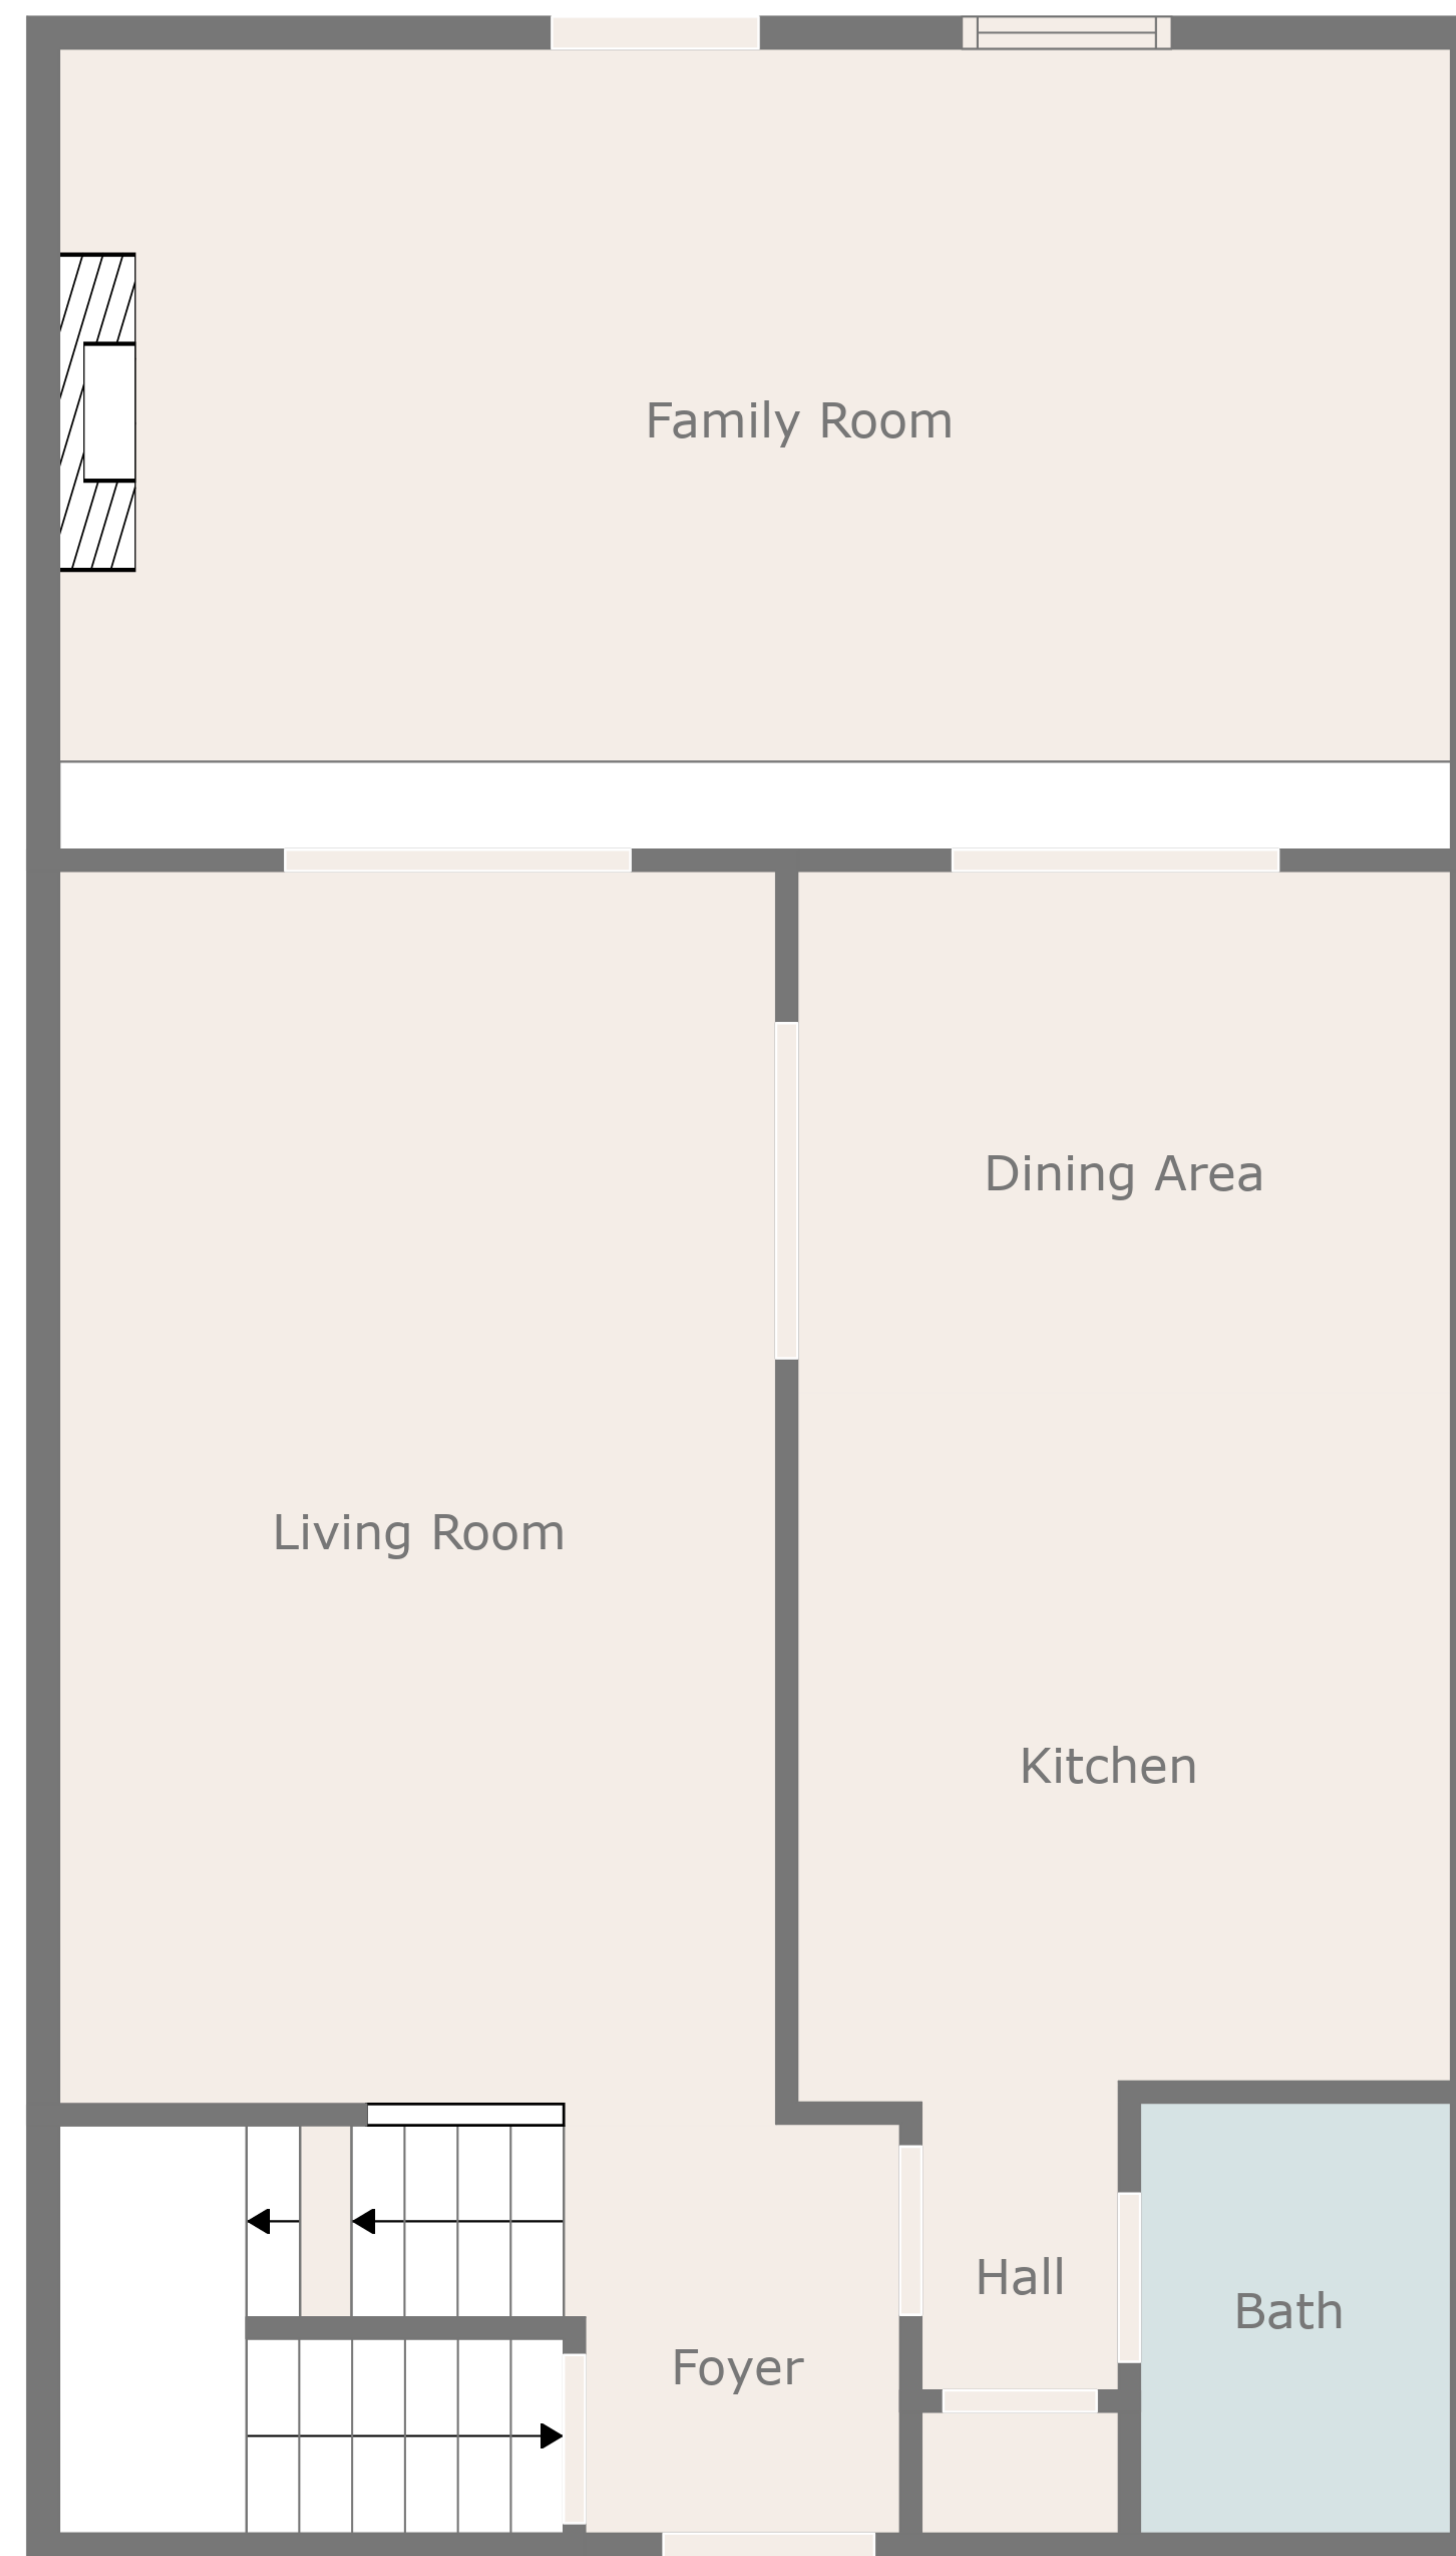 Family Room
Dining Area
Living Room
Kitchen
Hall
Bath
Foyer